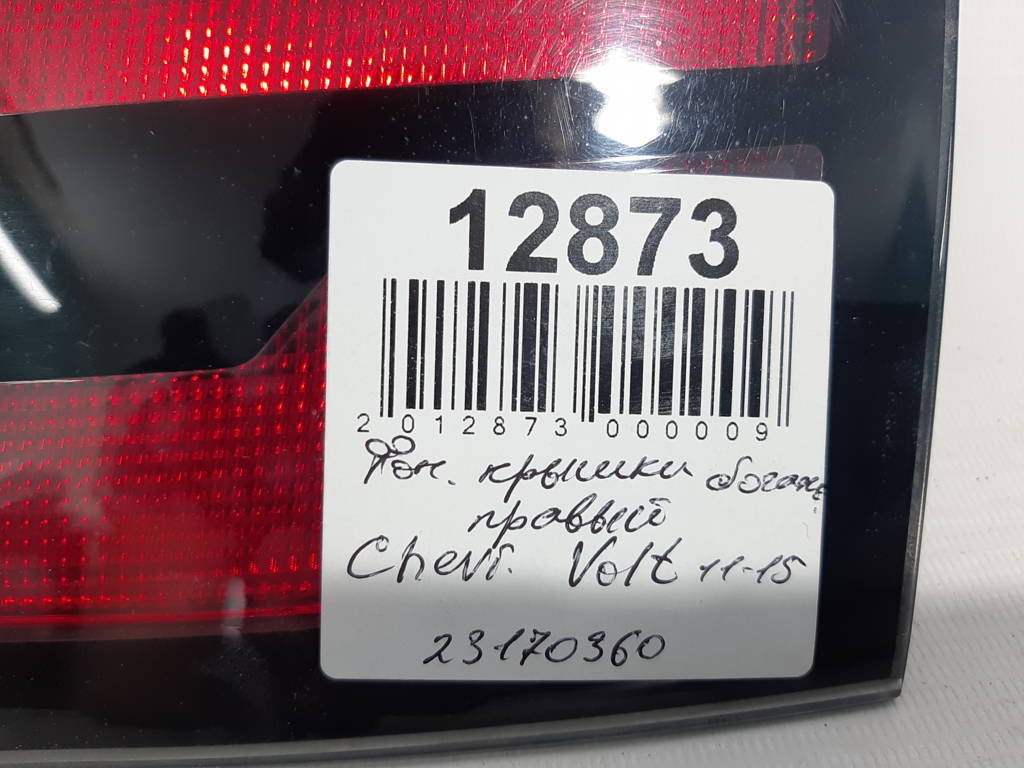 12873
2 012873 000009
Фон. крышки багаж
правый
Chevr. Volt 11-15
23170360